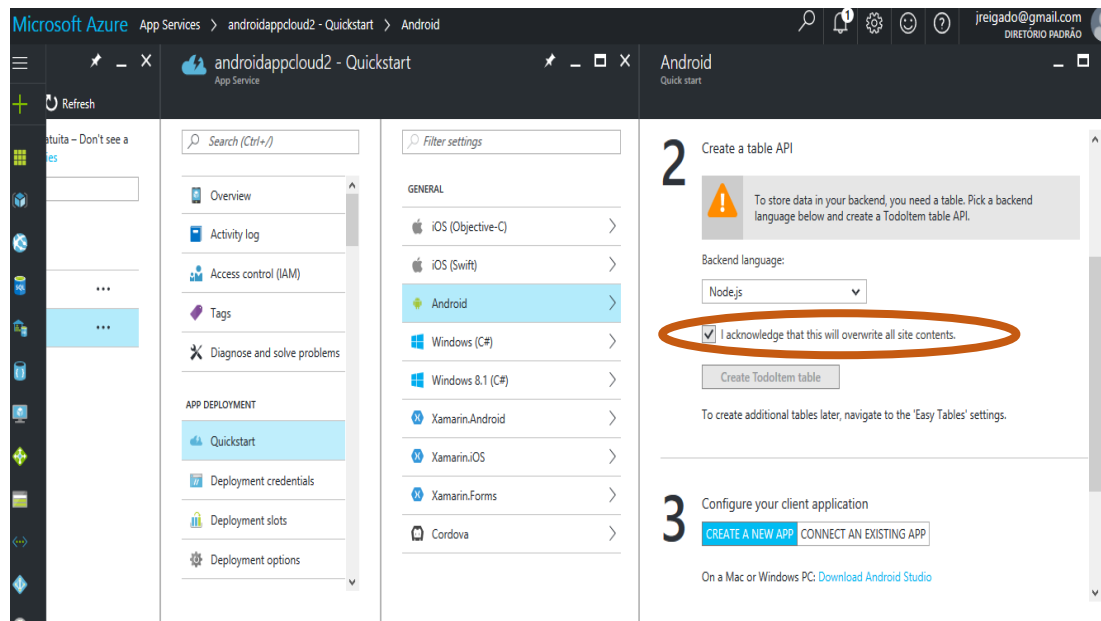 Microsoft Azure App Services > androidappcloud2 - Quickstart > Android
1
jreigado@gmail.com
DIRETÓRIO PADRÃO
Refresh
atuita – Don't see a
ies
androidappcloud2 - Quickstart
App Service
Search (Ctrl+/)
Overview
Activity log
Access control (IAM)
Tags
Diagnose and solve problems
APP DEPLOYMENT
Quickstart
Deployment credentials
Deployment slots
Deployment options
Filter settings
GENERAL
iOS (Objective-C)
iOS (Swift)
Android
Windows (C#)
Windows 8.1 (C#)
Xamarin.Android
Xamarin.iOS
Xamarin.Forms
Cordova
Android
Quick start
2 Create a table API
To store data in your backend, you need a table. Pick a backend
language below and create a TodoItem table API.
Backend language:
Node.js
I acknowledge that this will overwrite all site contents.
Create TodoItem table
To create additional tables later, navigate to the 'Easy Tables' settings.
3 Configure your client application
CREATE A NEW APP CONNECT AN EXISTING APP
On a Mac or Windows PC: Download Android Studio